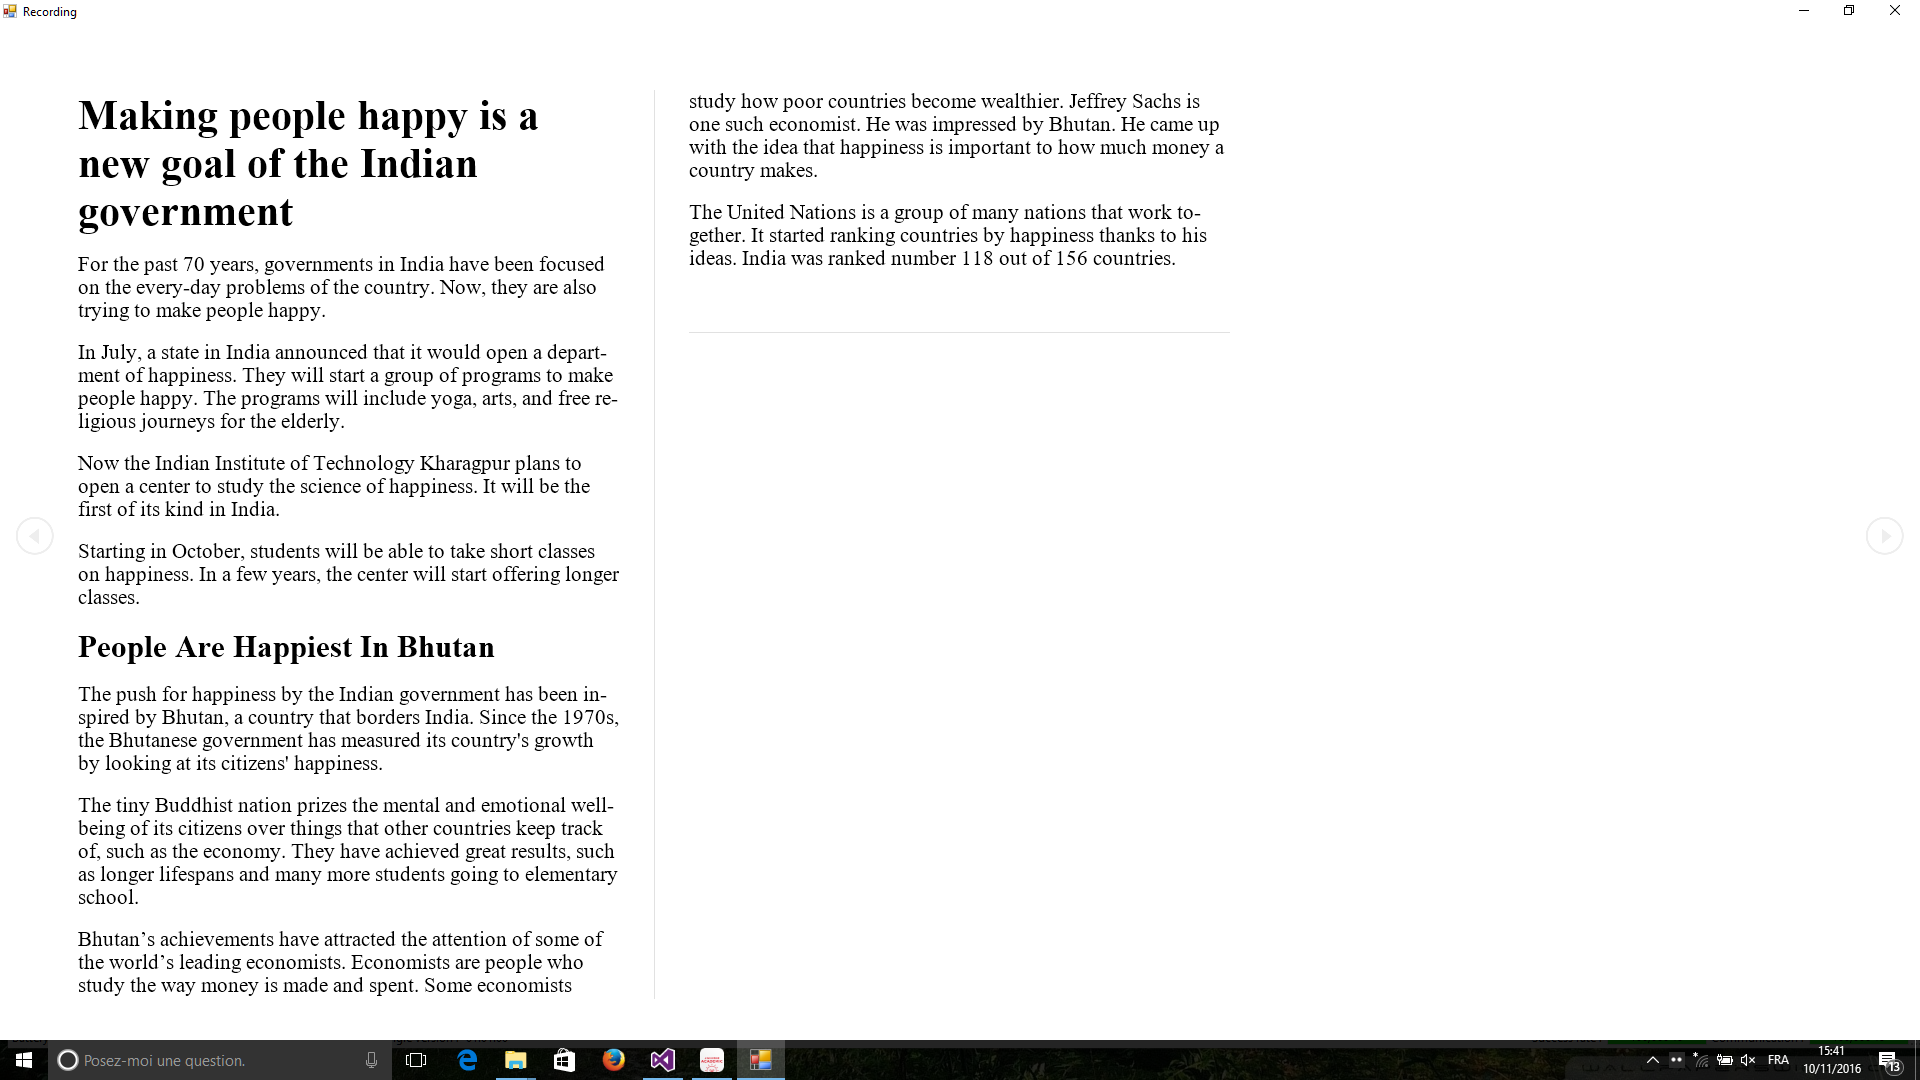 Recording
Making people happy is a
new goal of the Indian
government
For the past 70 years, governments in India have been focused
on the every-day problems of the country. Now, they are also
trying to make people happy.
In July, a state in India announced that it would open a depart-
ment of happiness. They will start a group of programs to make
people happy. The programs will include yoga, arts, and free re-
ligious journeys for the elderly.
Now the Indian Institute of Technology Kharagpur plans to
open a center to study the science of happiness. It will be the
first of its kind in India.
Starting in October, students will be able to take short classes
on happiness. In a few years, the center will start offering longer
classes.
People Are Happiest In Bhutan
The push for happiness by the Indian government has been in-
spired by Bhutan, a country that borders India. Since the 1970s,
the Bhutanese government has measured its country's growth
by looking at its citizens' happiness.
The tiny Buddhist nation prizes the mental and emotional well-
being of its citizens over things that other countries keep track
of, such as the economy. They have achieved great results, such
as longer lifespans and many more students going to elementary
school.
Bhutan’s achievements have attracted the attention of some of
the world’s leading economists. Economists are people who
study the way money is made and spent. Some economists
study how poor countries become wealthier. Jeffrey Sachs is
one such economist. He was impressed by Bhutan. He came up
with the idea that happiness is important to how much money a
country makes.
The United Nations is a group of many nations that work to-
gether. It started ranking countries by happiness thanks to his
ideas. India was ranked number 118 out of 156 countries.
Posez-moi une question.
FRA
15:41
10/11/2016
13